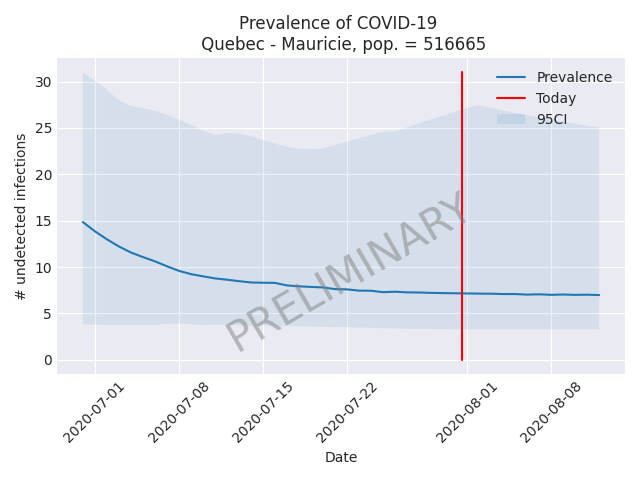 Prevalence of COVID-19
Quebec - Mauricie, pop. = 516665
# undetected infections
30
25
20
15
10
5
0
Prevalence
Today
95CI
PRELIMINARY
2020-07-01
2020-07-08
2020-07-15
2020-07-22
2020-08-01
2020-08-08
Date